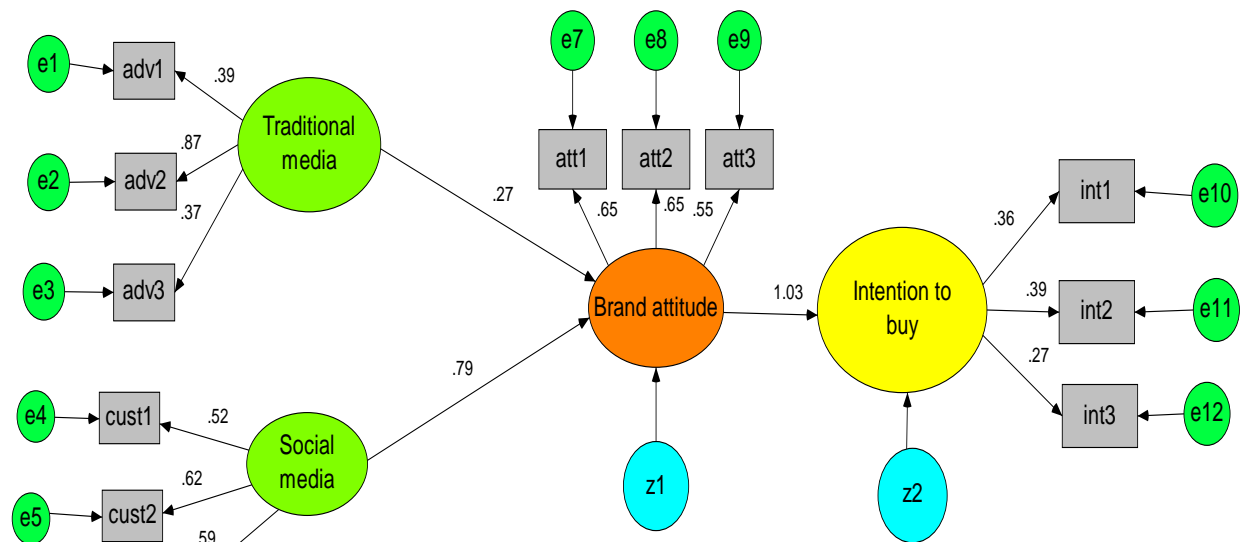 e1
adv1
.39
Traditional
media
.87
e2
adv2
.37
e3
adv3
e7
e8
e9
att1
att2
att3
.65
.65
.55
.27
Brand attitude
1.03
Intention to
buy
int1
e10
.36
.39
int2
e11
.27
int3
e12
.79
e4
cust1
.52
Social
media
.62
e5
cust2
.59
z1
z2